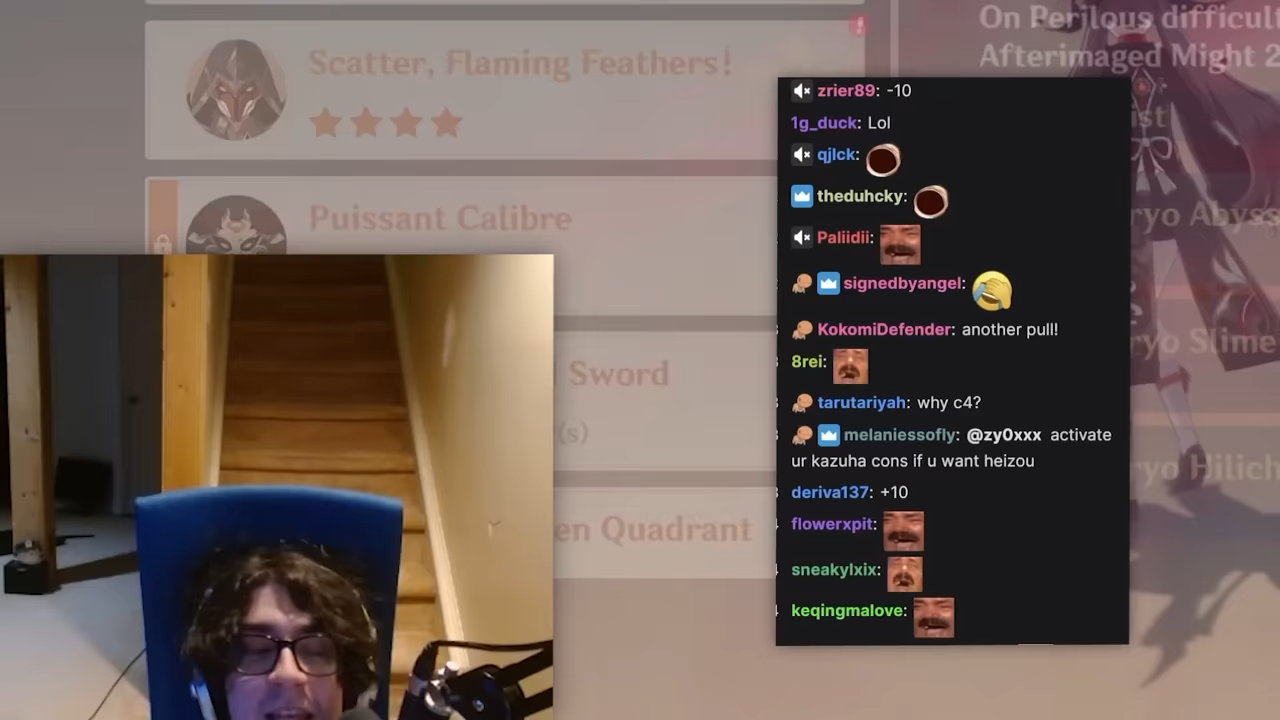 On Perilous difficul
Afterimaged Might 2
Scatter, Flaming Feathers!
Puissant Calibre
Sword
(s)
en Quadrant
ist
ryo Abyss
ryo Slime
ryo Hilich
zrier89: -10
1g_duck: Lol
qjlck:
theduhcky:
Paliidii:
signedbyangel:
KokomiDefender: another pull!
8rei:
tarutariyah: why c4?
melaniessofly: @zy0xxx activate
ur kazuha cons if u want heizou
deriva137: +10
flowerxpit:
sneakylxix:
keqingmalove: